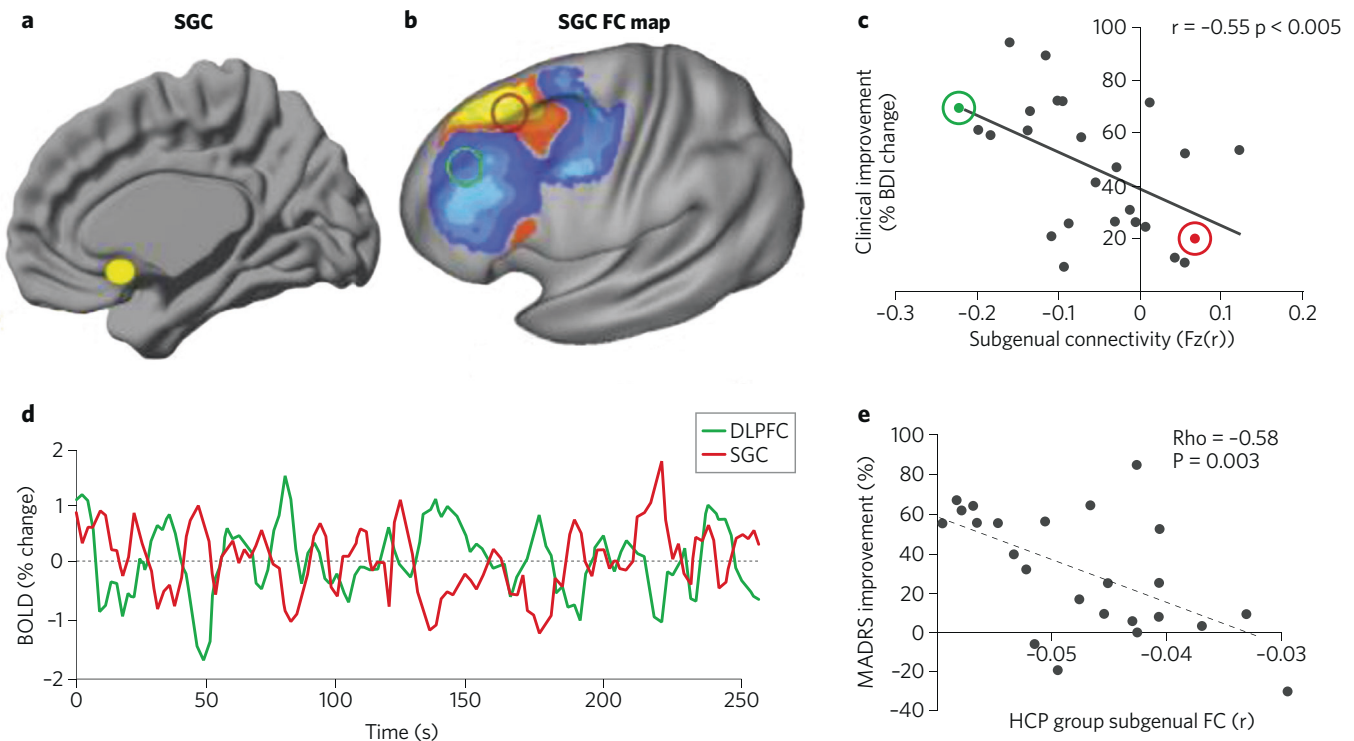 a
SGC
b
SGC FC map
c
r = –0.55 p < 0.005
Clinical improvement
(% BDI change)
100
80
60
40
20
–0.3
–0.2
–0.1
0
0.1
0.2
Subgenual connectivity (Fz(r))
d
DLPFC
SGC
BOLD (% change)
2
1
0
–1
–2
0
50
100
150
200
250
Time (s)
e
Rho = –0.58
P = 0.003
MADRS improvement (%)
100
80
60
40
20
0
–20
–40
–0.05
–0.04
–0.03
HCP group subgenual FC (r)